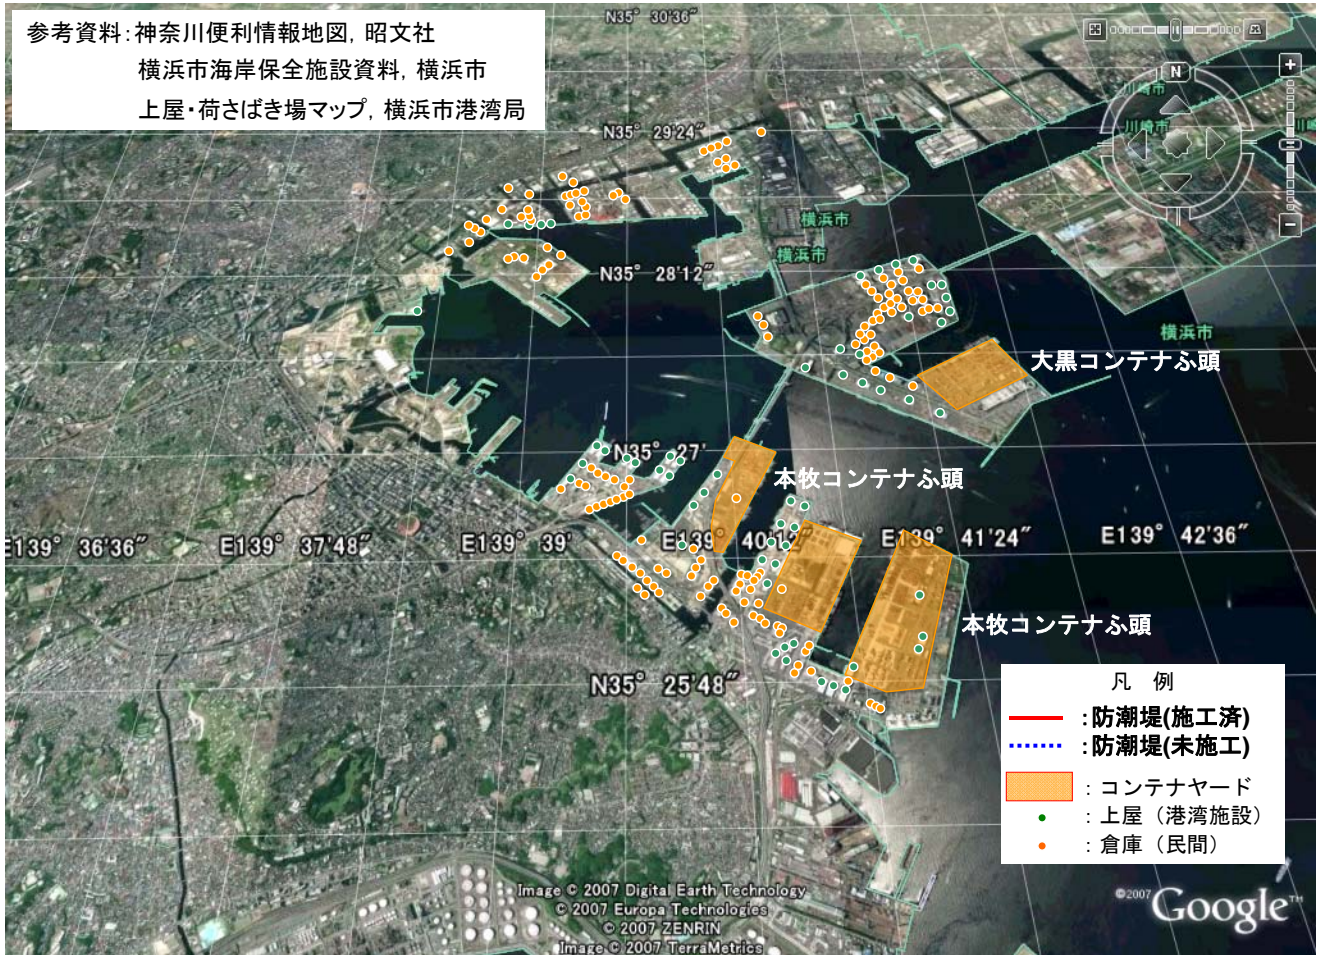 参考資料:神奈川便利情報地図, 昭文社
横浜市海岸保全施設資料, 横浜市
上屋・荷さばき場マップ, 横浜市港湾局
N35° 30'36"
N
川崎市
川崎市
N35° 29'24"
横浜市
横浜市
N35° 28'12"
横浜市
大黒コンテナふ頭
N35° 27'
本牧コンテナふ頭
E139° 36'36"
E139° 37'48"
E139° 39'
E139° 40'12"
E139° 41'24"
E139° 42'36"
本牧コンテナふ頭
N35° 25'48"
凡 例
:防潮堤(施工済)
:防潮堤(未施工)
:コンテナヤード
:上屋(港湾施設)
:倉庫(民間)
Image © 2007 Digital Earth Technology
© 2007 Europa Technologies
© 2007 ZENRIN
Image © 2007 TerraMetrics
©2007 Google™